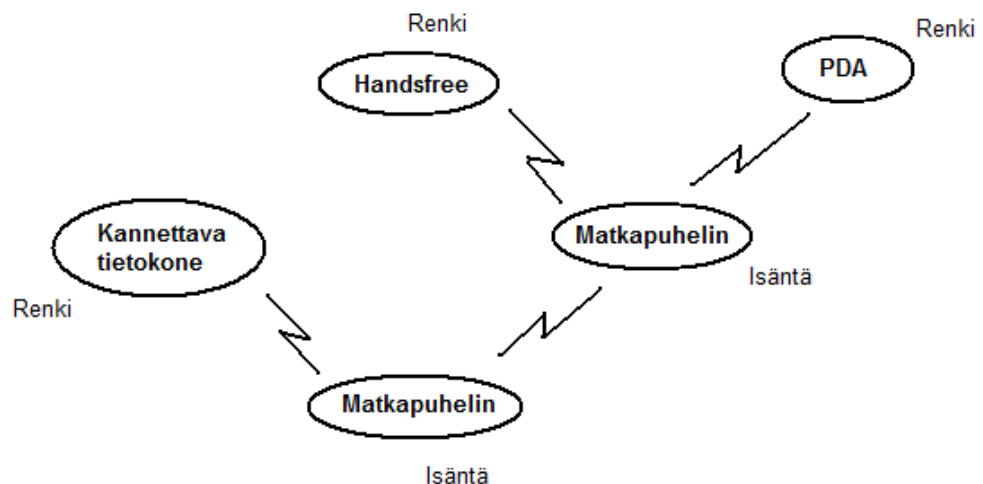 Renki
Handsfree
Renki
PDA
Kannettava
tietokone
Renki
Matkapuhelin
Isäntä
Matkapuhelin
Isäntä